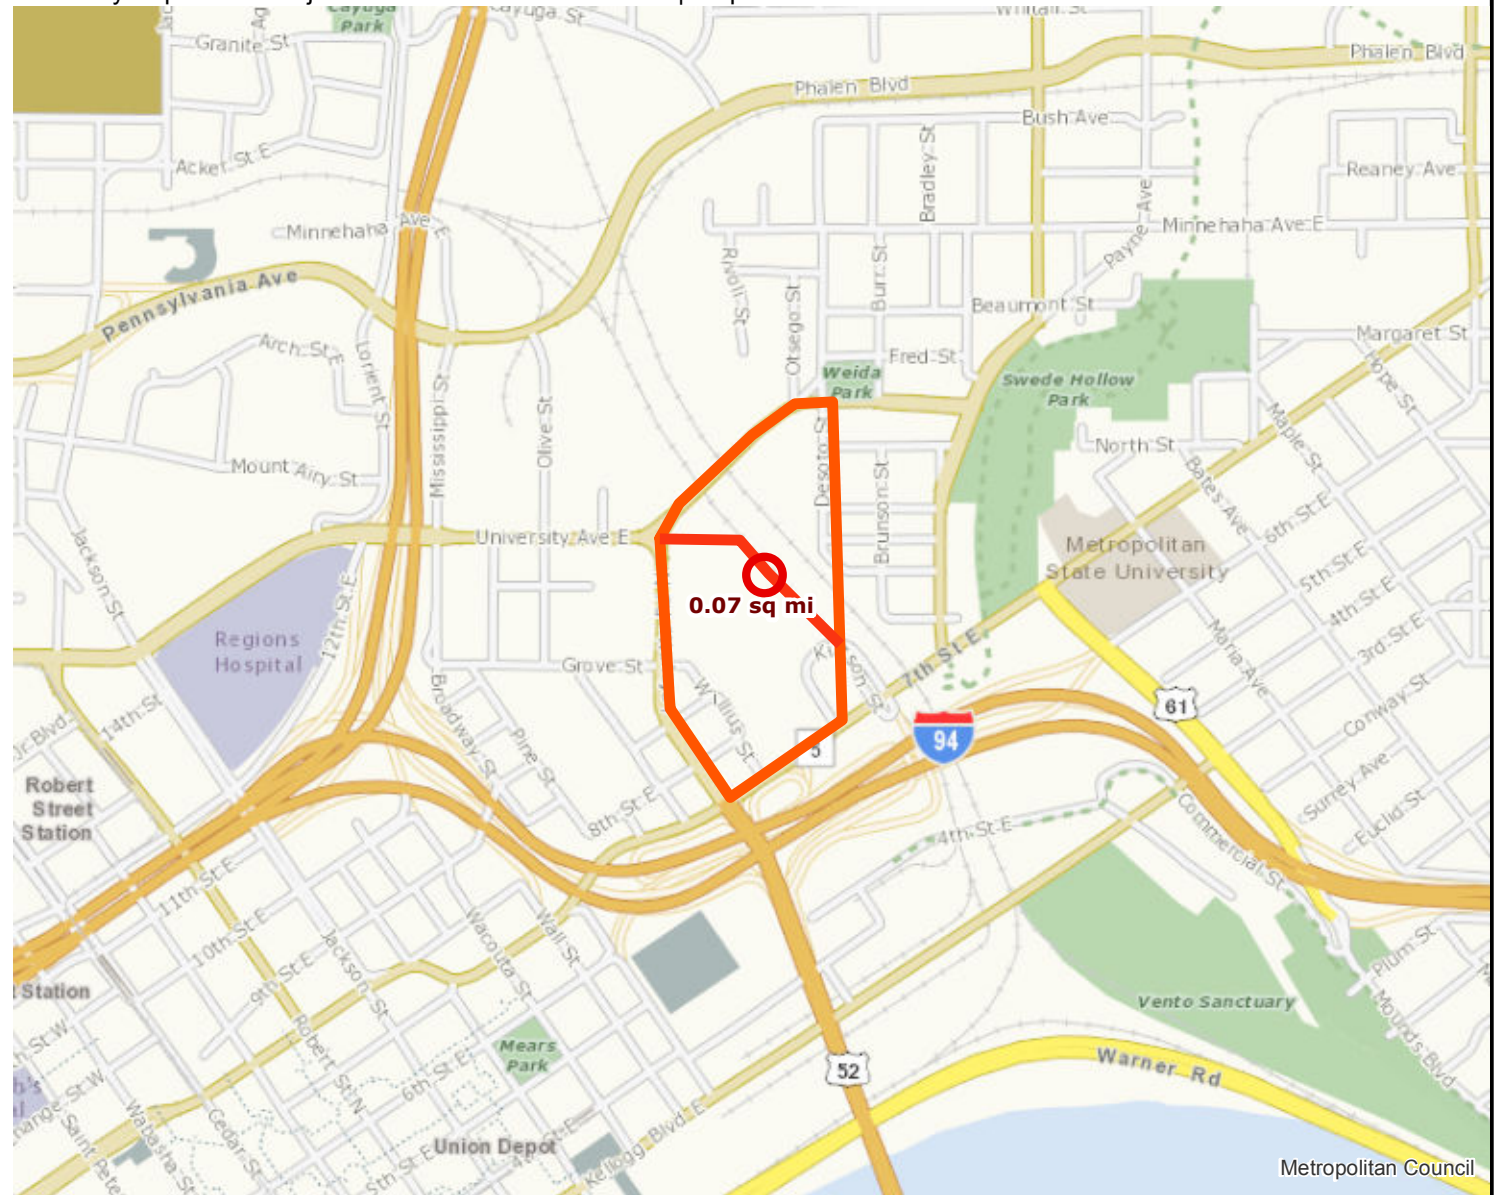 Cayuga
Park
Cayuga St
Whitall St
Granite St
Phalen Blvd
Phalen Blvd
Bush Ave
Acker St E
Bradley St
Reaney Ave
Minnehaha Ave E
Payne Ave
Minnehaha Ave E
Pennsylvania Ave
Rivoli St
Otsego St
Burr St
Beaumont St
Arch St E
Lorient St
Fred St
Margaret St
Weida
Park
Swede Hollow
Park
Hope St
Mississippi St
Olive St
Desoto St
Maple St
North St
Mount Airy St
Brunson St
Bates Ave
6th St E
Jackson St
University Ave E
Metropolitan
State University
5th St E
4th St E
12th St E
0.07 sq mi
Regions
Hospital
Grove St
7th St E
Maria Ave
3rd St E
14th St
Broadway St
Willius St
61
Conway St
Pine St
5
94
Robert
Street
Station
8th St E
4th St E
Commercial St
Surrey Ave
Euclid St
11th St E
10th St E
Jackson St
Wacouta St
Wall St
9th St E
Plum St
t Station
Vento Sanctuary
Mounds Blvd
Robert St N
Mears
Park
6th St E
52
Warner Rd
Wabasha St
Cedar St
Union Depot
5th St E
Kellogg Blvd E
Metropolitan Council